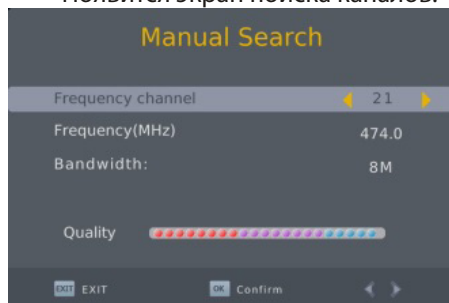 Появится экран поиска каналов.
Manual Search
Frequency channel 21
Frequency(MHz) 474.0
Bandwidth: 8M
Quality
EXIT EXIT OK Confirm